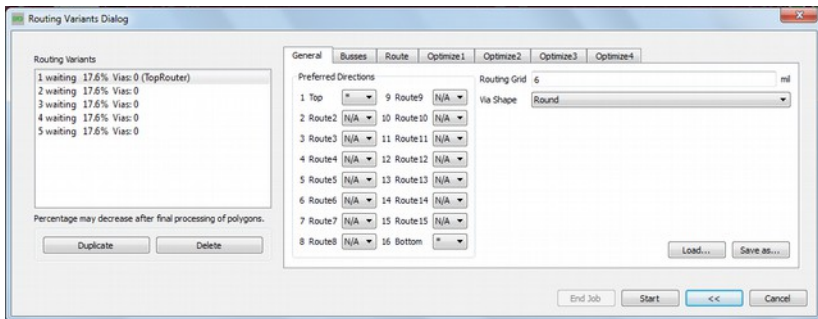 Routing Variants Dialog
Routing Variants
1 waiting 17.6% Vias: 0 (TopRouter)
2 waiting 17.6% Vias: 0
3 waiting 17.6% Vias: 0
4 waiting 17.6% Vias: 0
5 waiting 17.6% Vias: 0
Percentage may decrease after final processing of polygons.
Duplicate Delete
General Busses Route Optimize1 Optimize2 Optimize3 Optimize4
Preferred Directions
1 Top * 9 Route9 N/A
2 Route2 N/A 10 Route10 N/A
3 Route3 N/A 11 Route11 N/A
4 Route4 N/A 12 Route12 N/A
5 Route5 N/A 13 Route13 N/A
6 Route6 N/A 14 Route14 N/A
7 Route7 N/A 15 Route15 N/A
8 Route8 N/A 16 Bottom *
Routing Grid 6 mil
Via Shape Round
Load... Save as...
End Job Start << Cancel